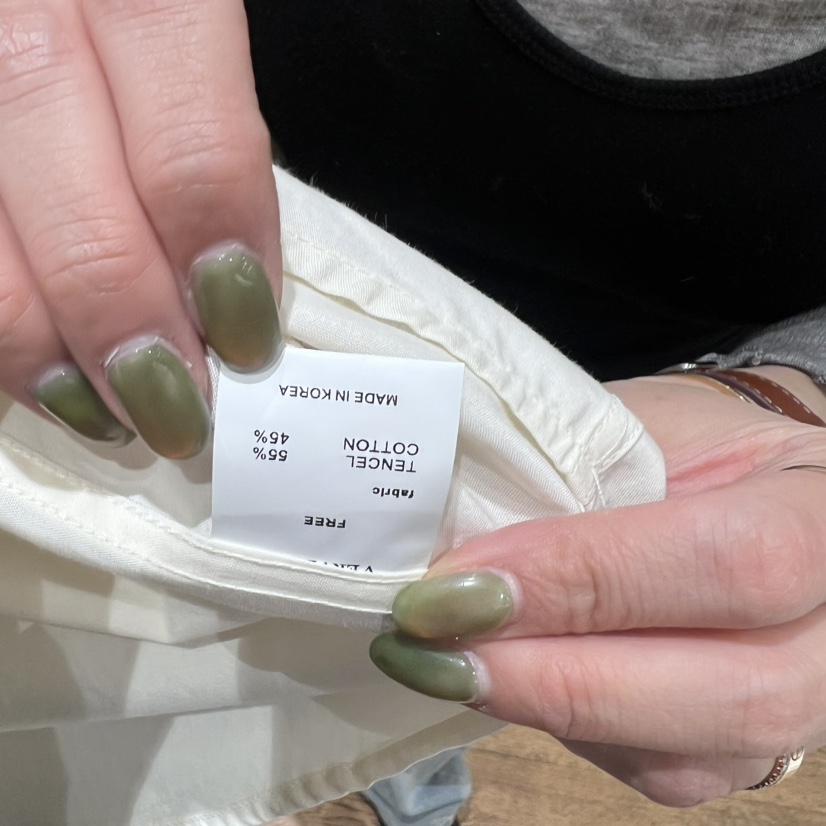 FREE
fabric
TENCEL 55%
COTTON 45%
MADE IN KOREA